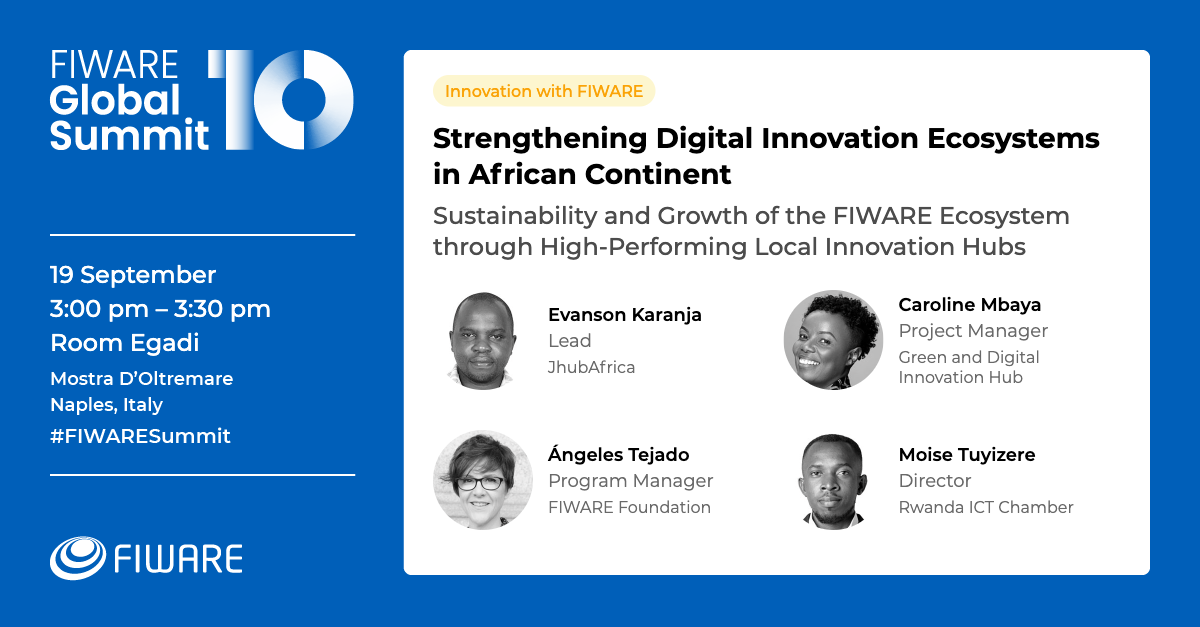 FIWARE
Global
Summit
10
19 September
3:00 pm – 3:30 pm
Room Egadi
Mostra D’Oltremare
Naples, Italy
#FIWARESummit
FIWARE
Innovation with FIWARE
Strengthening Digital Innovation Ecosystems
in African Continent
Sustainability and Growth of the FIWARE Ecosystem
through High-Performing Local Innovation Hubs
Evanson Karanja
Lead
JhubAfrica
Caroline Mbaya
Project Manager
Green and Digital
Innovation Hub
Ángeles Tejado
Program Manager
FIWARE Foundation
Moise Tuyizere
Director
Rwanda ICT Chamber